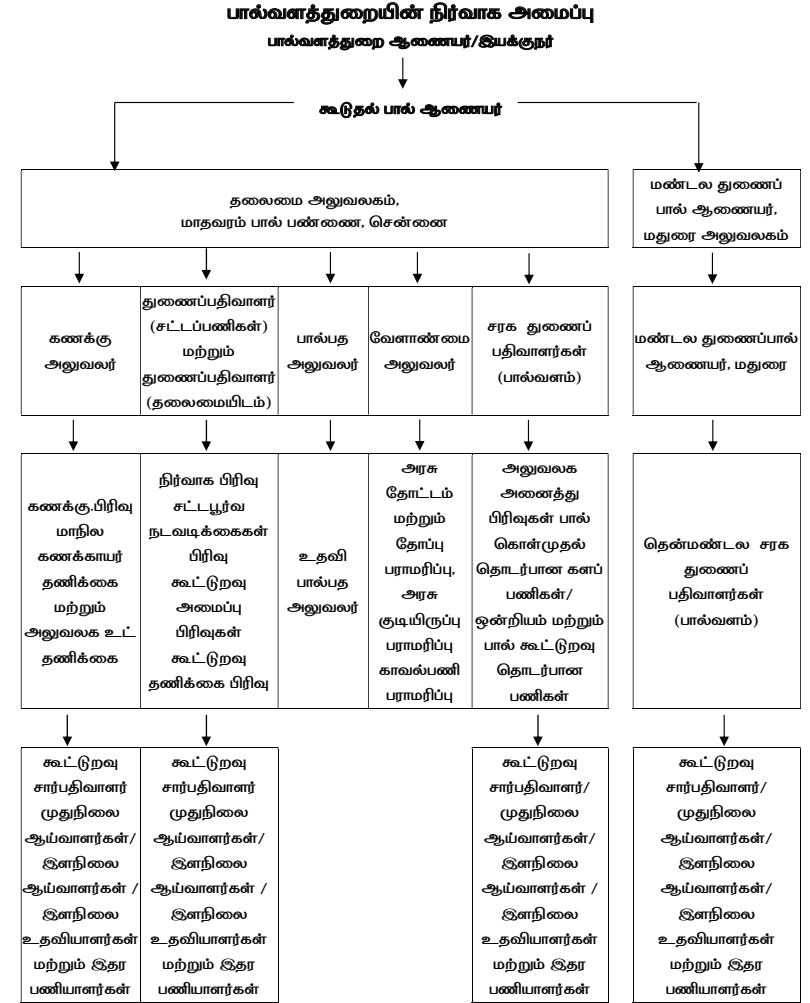 பால்வளத்துறையின் நிர்வாக அமைப்பு
பால்வளத்துறை ஆணையர்/இயக்குநர்
கூடுதல் பால் ஆணையர்
தலைமை அலுவலகம்,
மாதவரம் பால் பண்ணை, சென்னை
மண்டல துணைப்
பால் ஆணையர்,
மதுரை அலுவலகம்
கணக்கு
அலுவலர்
துணைப்பதிவாளர்
(சட்டப்பணிகள்)
மற்றும்
துணைப்பதிவாளர்
(தலைமையிடம்)
பால்பத
அலுவலர்
வேளாண்மை
அலுவலர்
சரக துணைப்
பதிவாளர்கள்
(பால்வளம்)
மண்டல துணைப்பால்
ஆணையர், மதுரை
கணக்கு.பிரிவு
மாநில
கணக்காயர்
தணிக்கை
மற்றும்
அலுவலக உட்
தணிக்கை
நிர்வாக பிரிவு
சட்டபூர்வ
நடவடிக்கைகள்
பிரிவு
கூட்டுறவு
அமைப்பு
பிரிவுகள்
கூட்டுறவு
தணிக்கை பிரிவு
உதவி
பால்பத
அலுவலர்
அரசு
தோட்டம்
மற்றும்
தோப்பு
பராமரிப்பு,
அரசு
குடியிருப்பு
பராமரிப்பு
காவல்பணி
பராமரிப்பு
அலுவலக
அனைத்து
பிரிவுகள் பால்
கொள்முதல்
தொடர்பான களப்
பணிகள்/
ஒன்றியம் மற்றும்
பால் கூட்டுறவு
தொடர்பான
பணிகள்
தென்மண்டல சரக
துணைப்
பதிவாளர்கள்
(பால்வளம்)
கூட்டுறவு
சார்பதிவாளர்
முதுநிலை
ஆய்வாளர்கள்/
இளநிலை
ஆய்வாளர்கள் /
இளநிலை
உதவியாளர்கள்
மற்றும் இதர
பணியாளர்கள்
கூட்டுறவு
சார்பதிவாளர்
முதுநிலை
ஆய்வாளர்கள்/
இளநிலை
ஆய்வாளர்கள் /
இளநிலை
உதவியாளர்கள்
மற்றும் இதர
பணியாளர்கள்
கூட்டுறவு
சார்பதிவாளர்/
முதுநிலை
ஆய்வாளர்கள்/
இளநிலை
ஆய்வாளர்கள் /
இளநிலை
உதவியாளர்கள்
மற்றும் இதர
பணியாளர்கள்
கூட்டுறவு
சார்பதிவாளர்/
முதுநிலை
ஆய்வாளர்கள்/
இளநிலை
ஆய்வாளர்கள்/
இளநிலை
உதவியாளர்கள்
மற்றும் இதர
பணியாளர்கள்